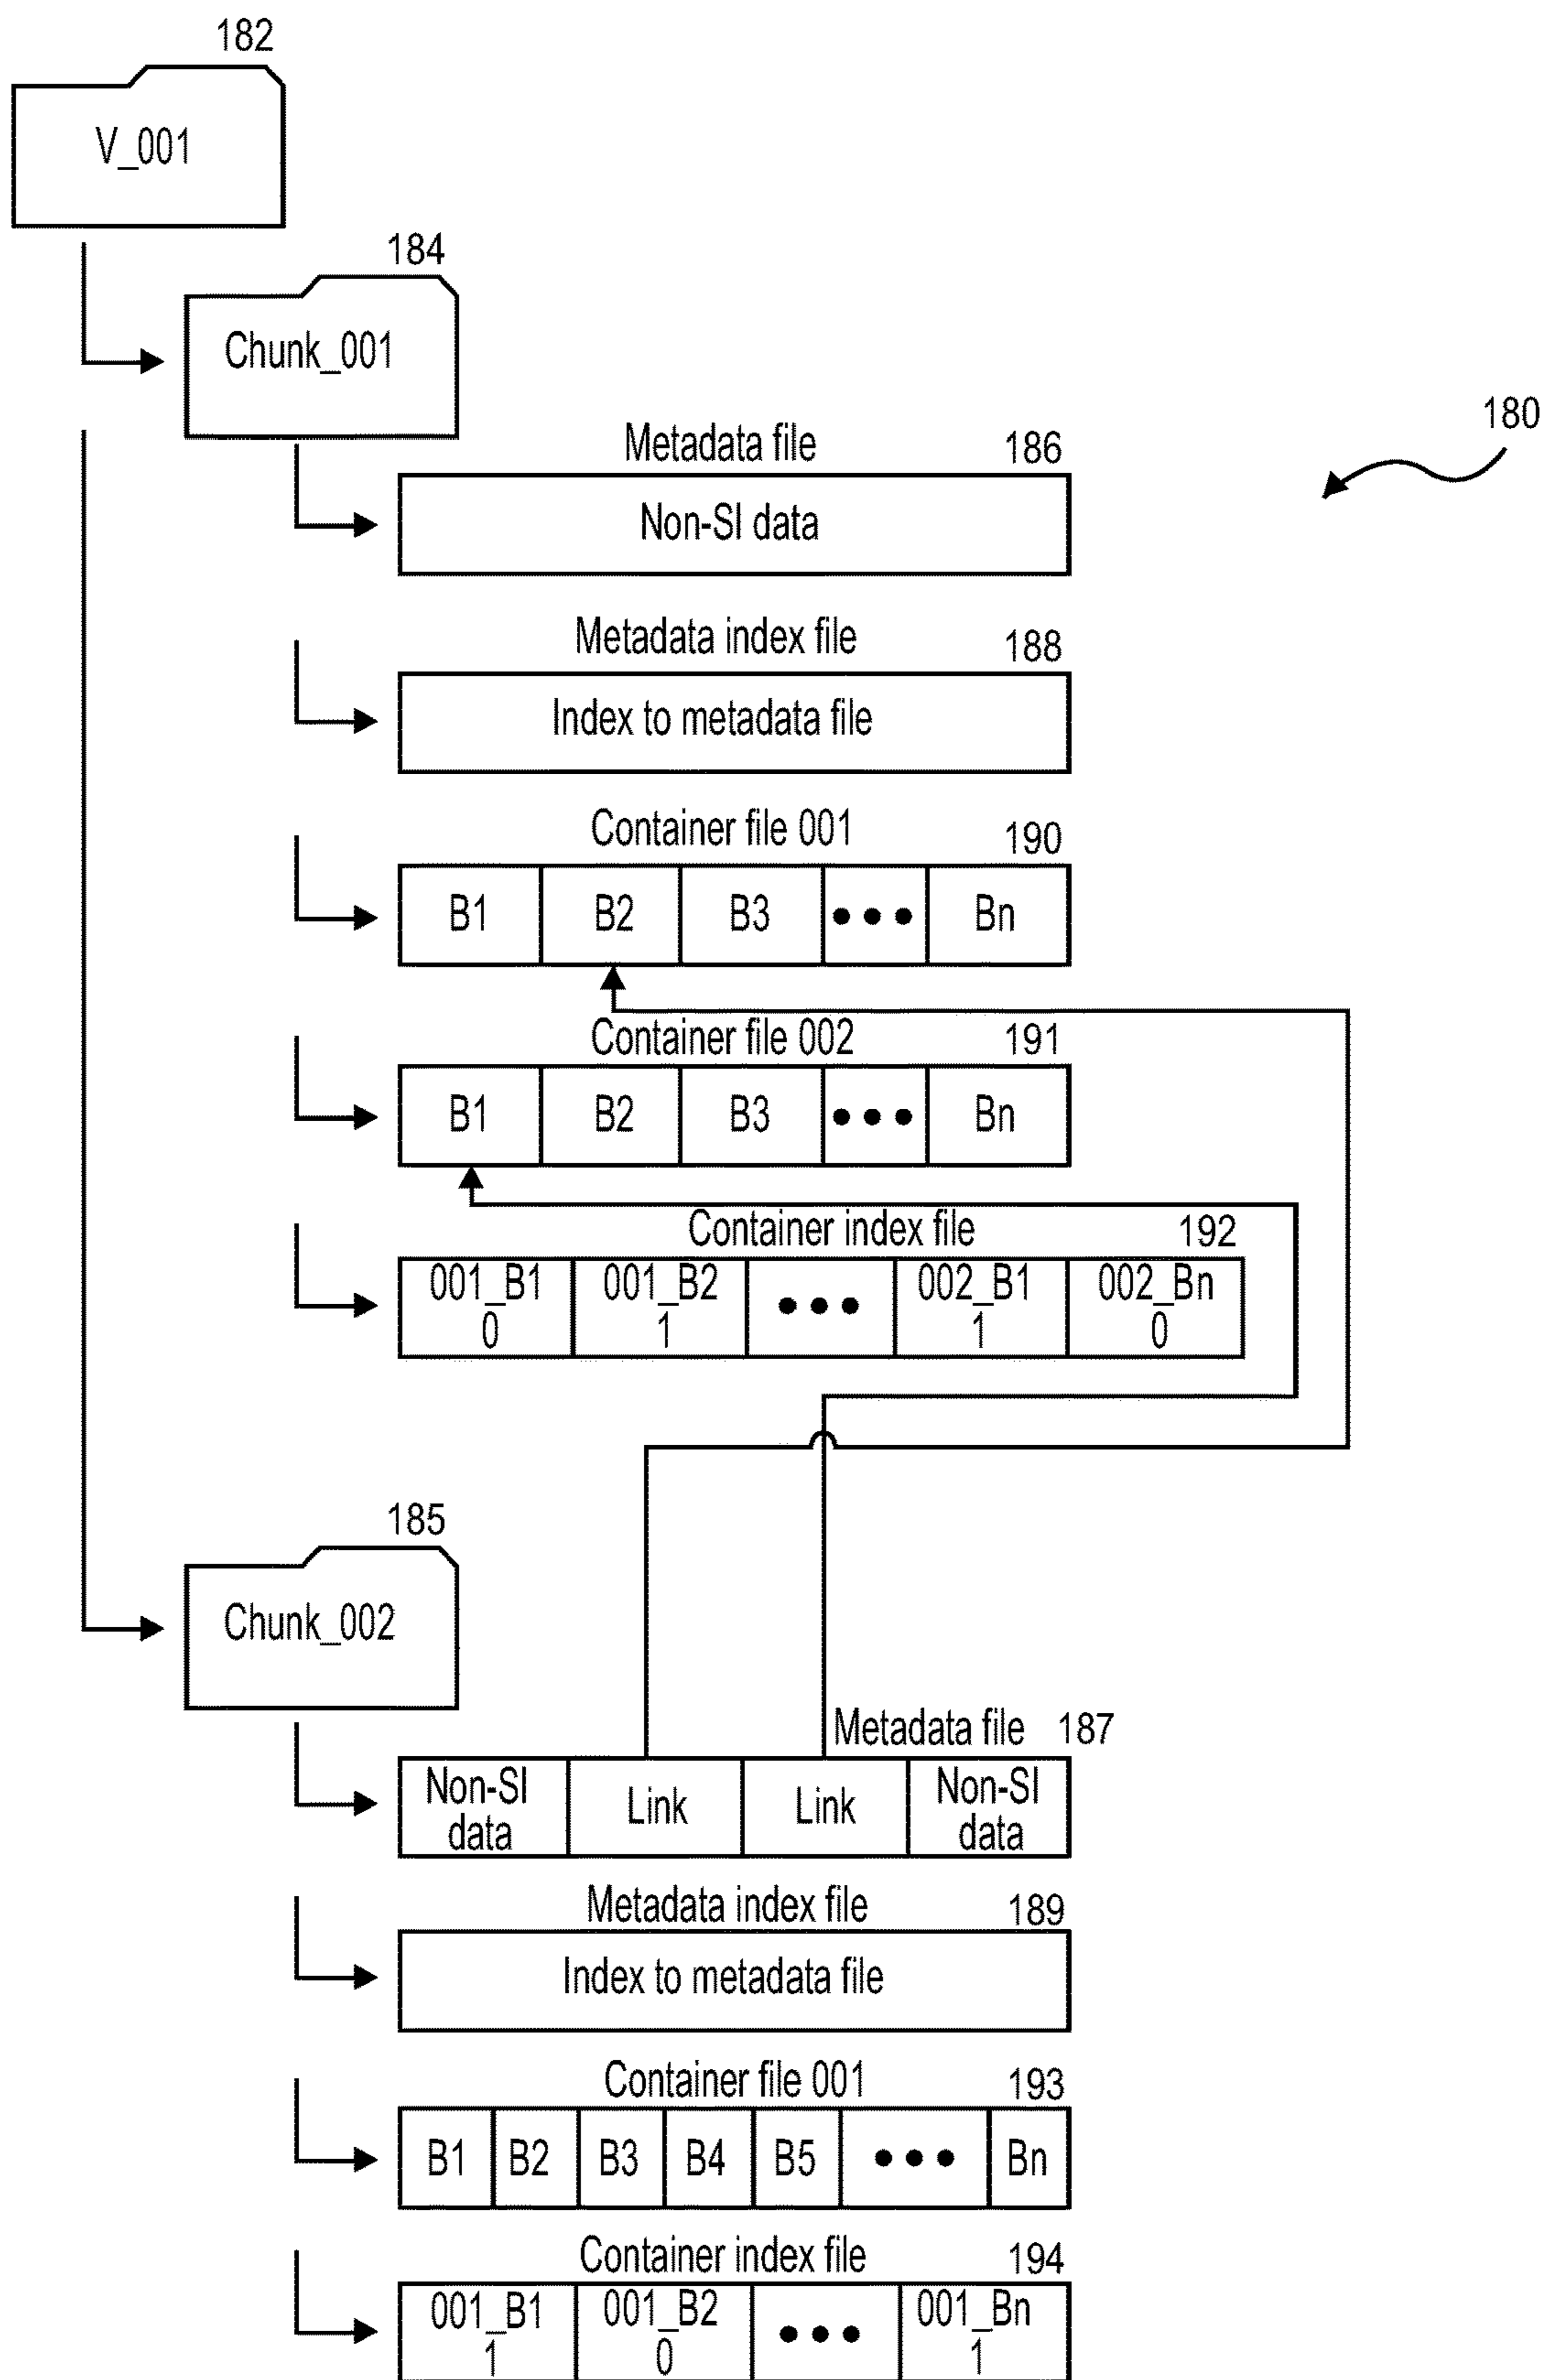 182
V_001
184
Chunk_001
180
Metadata file 186
Non-SI data
Metadata index file 188
Index to metadata file
Container file 001 190
B1 B2 B3 ••• Bn
Container file 002 191
B1 B2 B3 ••• Bn
Container index file 192
001_B1 001_B2 ••• 002_B1 002_Bn
0 1 1 0
185
Chunk_002
Metadata file 187
Non-SI data Link Link Non-SI data
Metadata index file 189
Index to metadata file
Container file 001 193
B1 B2 B3 B4 B5 ••• Bn
Container index file 194
001_B1 001_B2 ••• 001_Bn
1 0 1